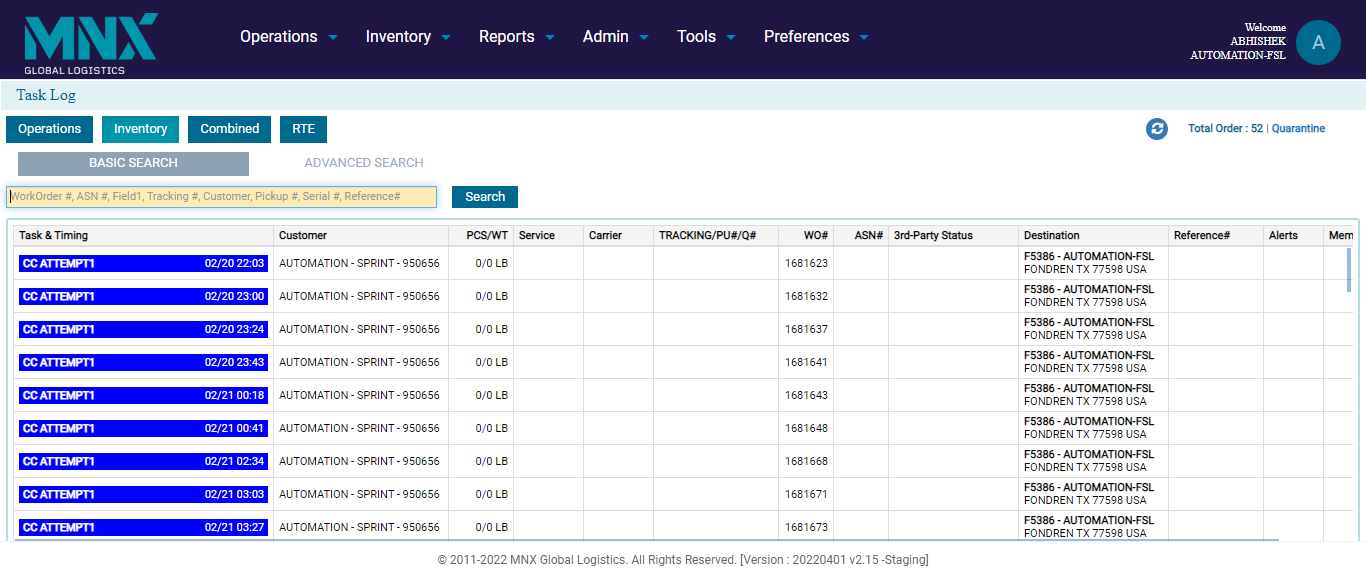 MNX
GLOBAL LOGISTICS
Operations Inventory Reports Admin Tools Preferences
Welcome
ABHISHEK
AUTOMATION-FSL
A
Task Log
Operations Inventory Combined RTE
Total Order : 52 | Quarantine
BASIC SEARCH ADVANCED SEARCH
WorkOrder #, ASN #, Field1, Tracking #, Customer, Pickup #, Serial #, Reference# Search
Task & Timing Customer PCS/WT Service Carrier TRACKING/PU#/Q# WO# ASN# 3rd-Party Status Destination Reference# Alerts Mem
CC ATTEMPT1 02/20 22:03 AUTOMATION - SPRINT - 950656 0/0 LB 1681623 F5386 - AUTOMATION-FSL
FONDREN TX 77598 USA
CC ATTEMPT1 02/20 23:00 AUTOMATION - SPRINT - 950656 0/0 LB 1681632 F5386 - AUTOMATION-FSL
FONDREN TX 77598 USA
CC ATTEMPT1 02/20 23:24 AUTOMATION - SPRINT - 950656 0/0 LB 1681637 F5386 - AUTOMATION-FSL
FONDREN TX 77598 USA
CC ATTEMPT1 02/20 23:43 AUTOMATION - SPRINT - 950656 0/0 LB 1681641 F5386 - AUTOMATION-FSL
FONDREN TX 77598 USA
CC ATTEMPT1 02/21 00:18 AUTOMATION - SPRINT - 950656 0/0 LB 1681643 F5386 - AUTOMATION-FSL
FONDREN TX 77598 USA
CC ATTEMPT1 02/21 00:41 AUTOMATION - SPRINT - 950656 0/0 LB 1681648 F5386 - AUTOMATION-FSL
FONDREN TX 77598 USA
CC ATTEMPT1 02/21 02:34 AUTOMATION - SPRINT - 950656 0/0 LB 1681668 F5386 - AUTOMATION-FSL
FONDREN TX 77598 USA
CC ATTEMPT1 02/21 03:03 AUTOMATION - SPRINT - 950656 0/0 LB 1681671 F5386 - AUTOMATION-FSL
FONDREN TX 77598 USA
CC ATTEMPT1 02/21 03:27 AUTOMATION - SPRINT - 950656 0/0 LB 1681673 F5386 - AUTOMATION-FSL
FONDREN TX 77598 USA
© 2011-2022 MNX Global Logistics. All Rights Reserved. [Version : 20220401 v2.15 -Staging]